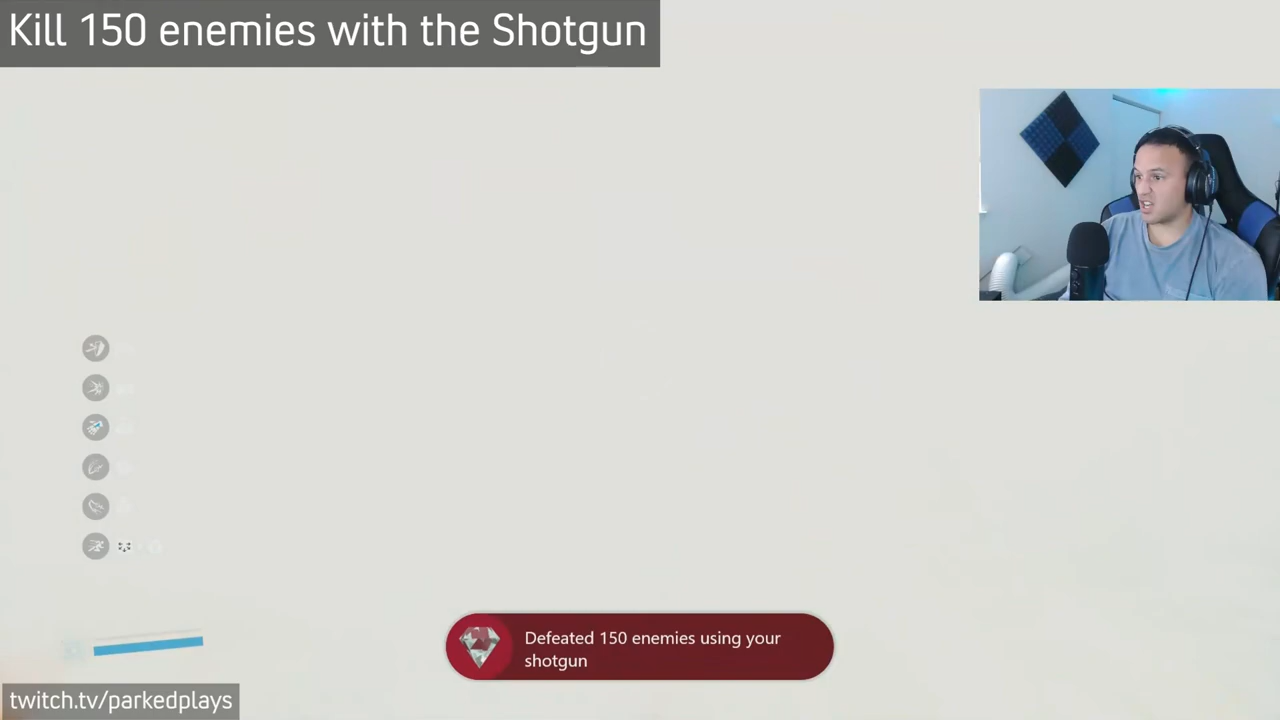 Kill 150 enemies with the Shotgun
Defeated 150 enemies using your
shotgun
twitch.tv/parkedplays